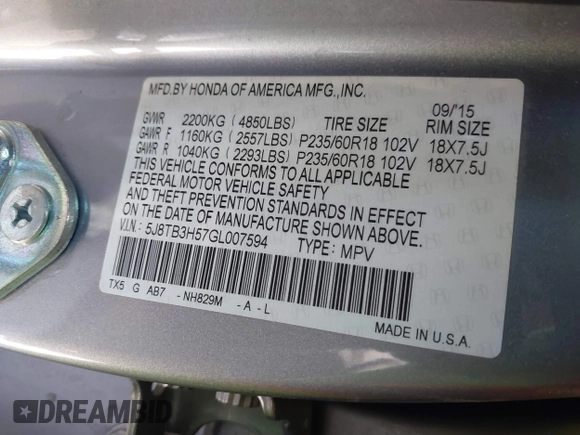 MFD.BY HONDA OF AMERICA MFG.,INC.
09/'15
GVWR 2200KG (4850LBS) TIRE SIZE RIM SIZE
GAWR F 1160KG (2557LBS) P235/60R18 102V 18X7.5J
GAWR R 1040KG (2293LBS) P235/60R18 102V 18X7.5J
THIS VEHICLE CONFORMS TO ALL APPLICABLE
FEDERAL MOTOR VEHICLE SAFETY
AND THEFT PREVENTION STANDARDS IN EFFECT
ON THE DATE OF MANUFACTURE SHOWN ABOVE.
V.I.N.: 5J8TB3H57GL007594 TYPE: MPV
TX5 G AB7 -NH829M -A-L
MADE IN U.S.A.
DREAMBID